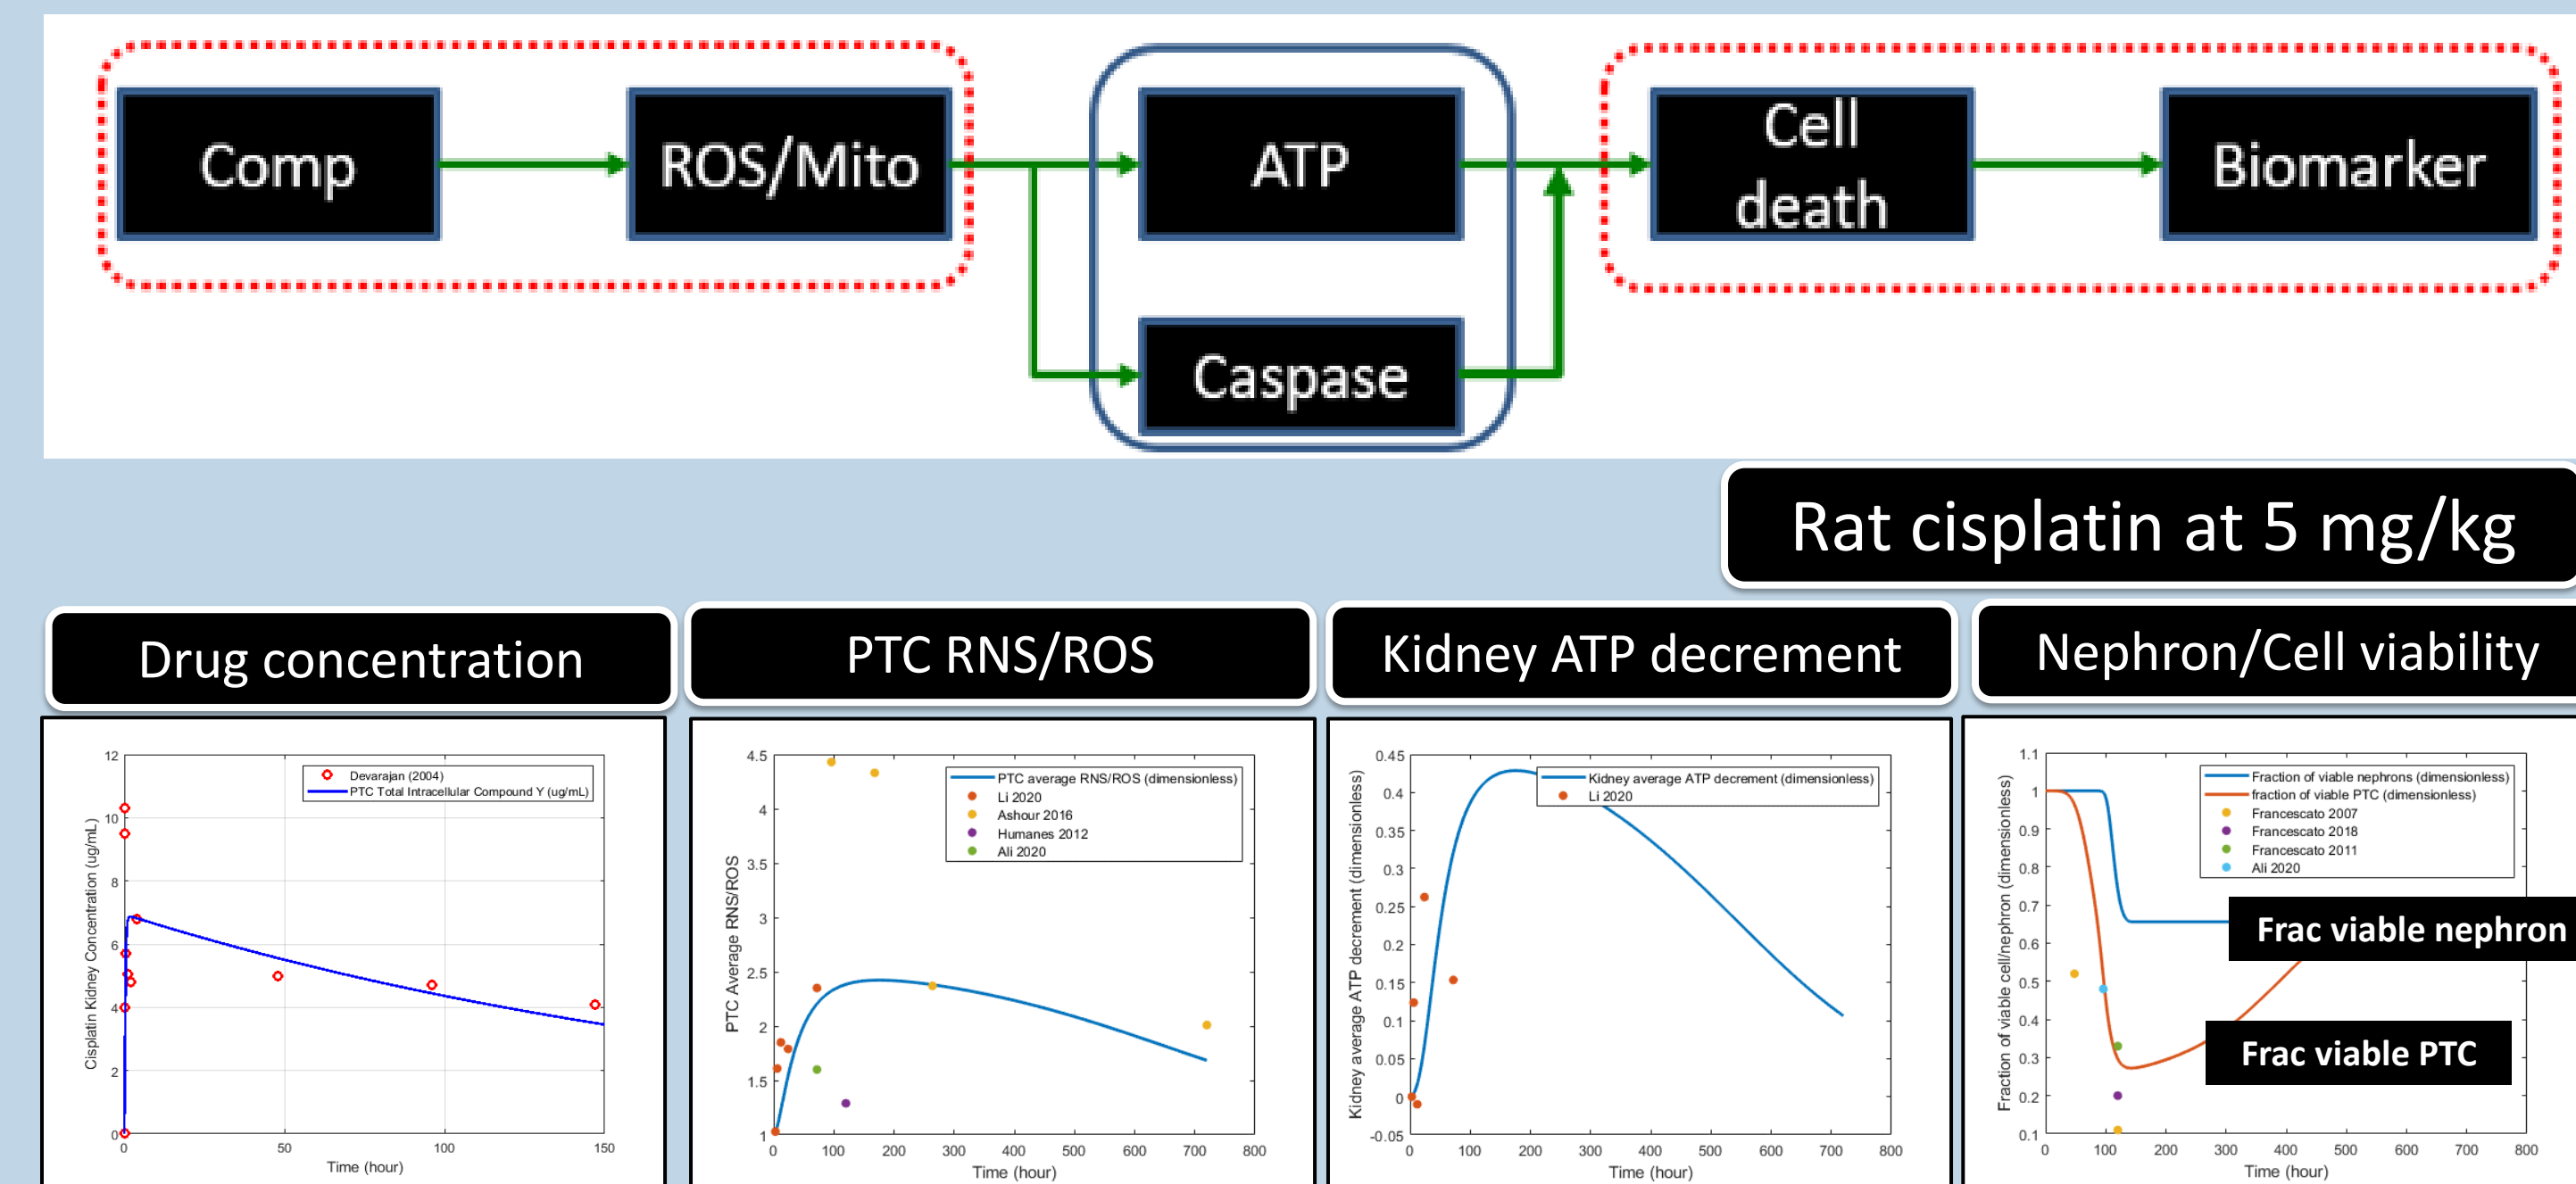 Comp
ROS/Mito
ATP
Cell
death
Biomarker
Caspase
Rat cisplatin at 5 mg/kg
Drug concentration
PTC RNS/ROS
Kidney ATP decrement
Nephron/Cell viability
Cisplatin Kidney Concentration (ug/mL)
12
10
8
6
4
2
0
Devarajan (2004)
PTC Total Intracellular Compound Y (ug/mL)
0
50
100
150
Time (hour)
PTC Average RNS/ROS
4.5
4
3.5
3
2.5
2
1.5
1
PTC average RNS/ROS (dimensionless)
Li 2020
Ashour 2016
Humanes 2012
Ali 2020
0
100
200
300
400
500
600
700
800
Time (hour)
Kidney average ATP decrement (dimensionless)
0.45
0.4
0.35
0.3
0.25
0.2
0.15
0.1
0.05
0
-0.05
Kidney average ATP decrement (dimensionless)
Li 2020
0
100
200
300
400
500
600
700
800
Time (hour)
Fraction of viable cell/nephron (dimensionless)
1.1
1
0.9
0.8
0.7
0.6
0.5
0.4
0.3
0.2
0.1
Fraction of viable nephrons (dimensionless)
fraction of viable PTC (dimensionless)
Francescato 2007
Francescato 2018
Francescato 2011
Ali 2020
Frac viable nephron
Frac viable PTC
0
100
200
300
400
500
600
700
800
Time (hour)